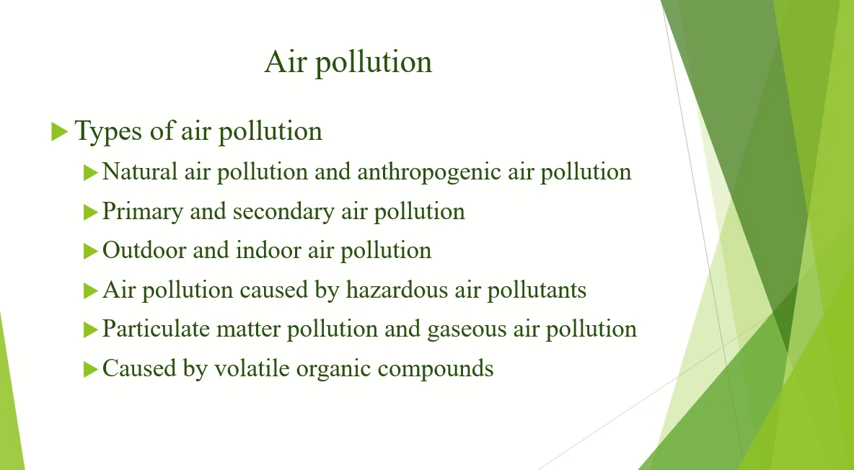 Air pollution
Types of air pollution
Natural air pollution and anthropogenic air pollution
Primary and secondary air pollution
Outdoor and indoor air pollution
Air pollution caused by hazardous air pollutants
Particulate matter pollution and gaseous air pollution
Caused by volatile organic compounds